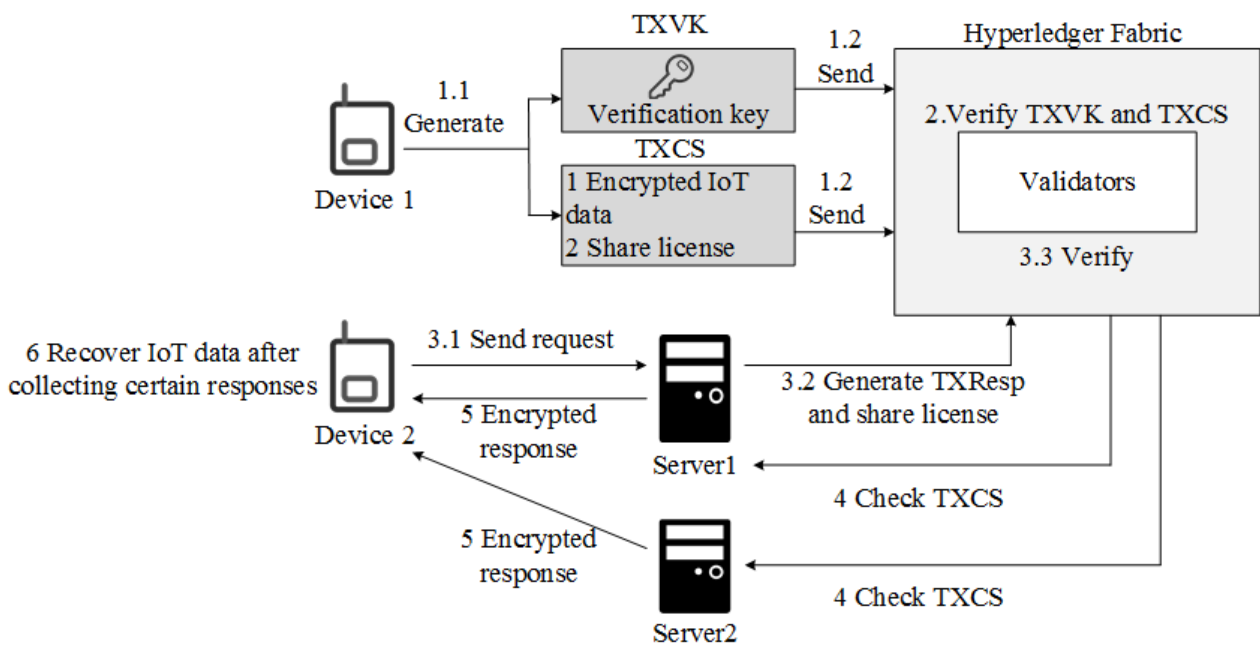 TXVK
1.1
Generate
Verification key
1.2
Send
Hyperledger Fabric
2.Verify TXVK and TXCS
Validators
3.3 Verify
Device 1
TXCS
1 Encrypted IoT
data
2 Share license
1.2
Send
6 Recover IoT data after
collecting certain responses
Device 2
3.1 Send request
5 Encrypted
response
Server1
3.2 Generate TXResp
and share license
4 Check TXCS
5 Encrypted
response
Server2
4 Check TXCS